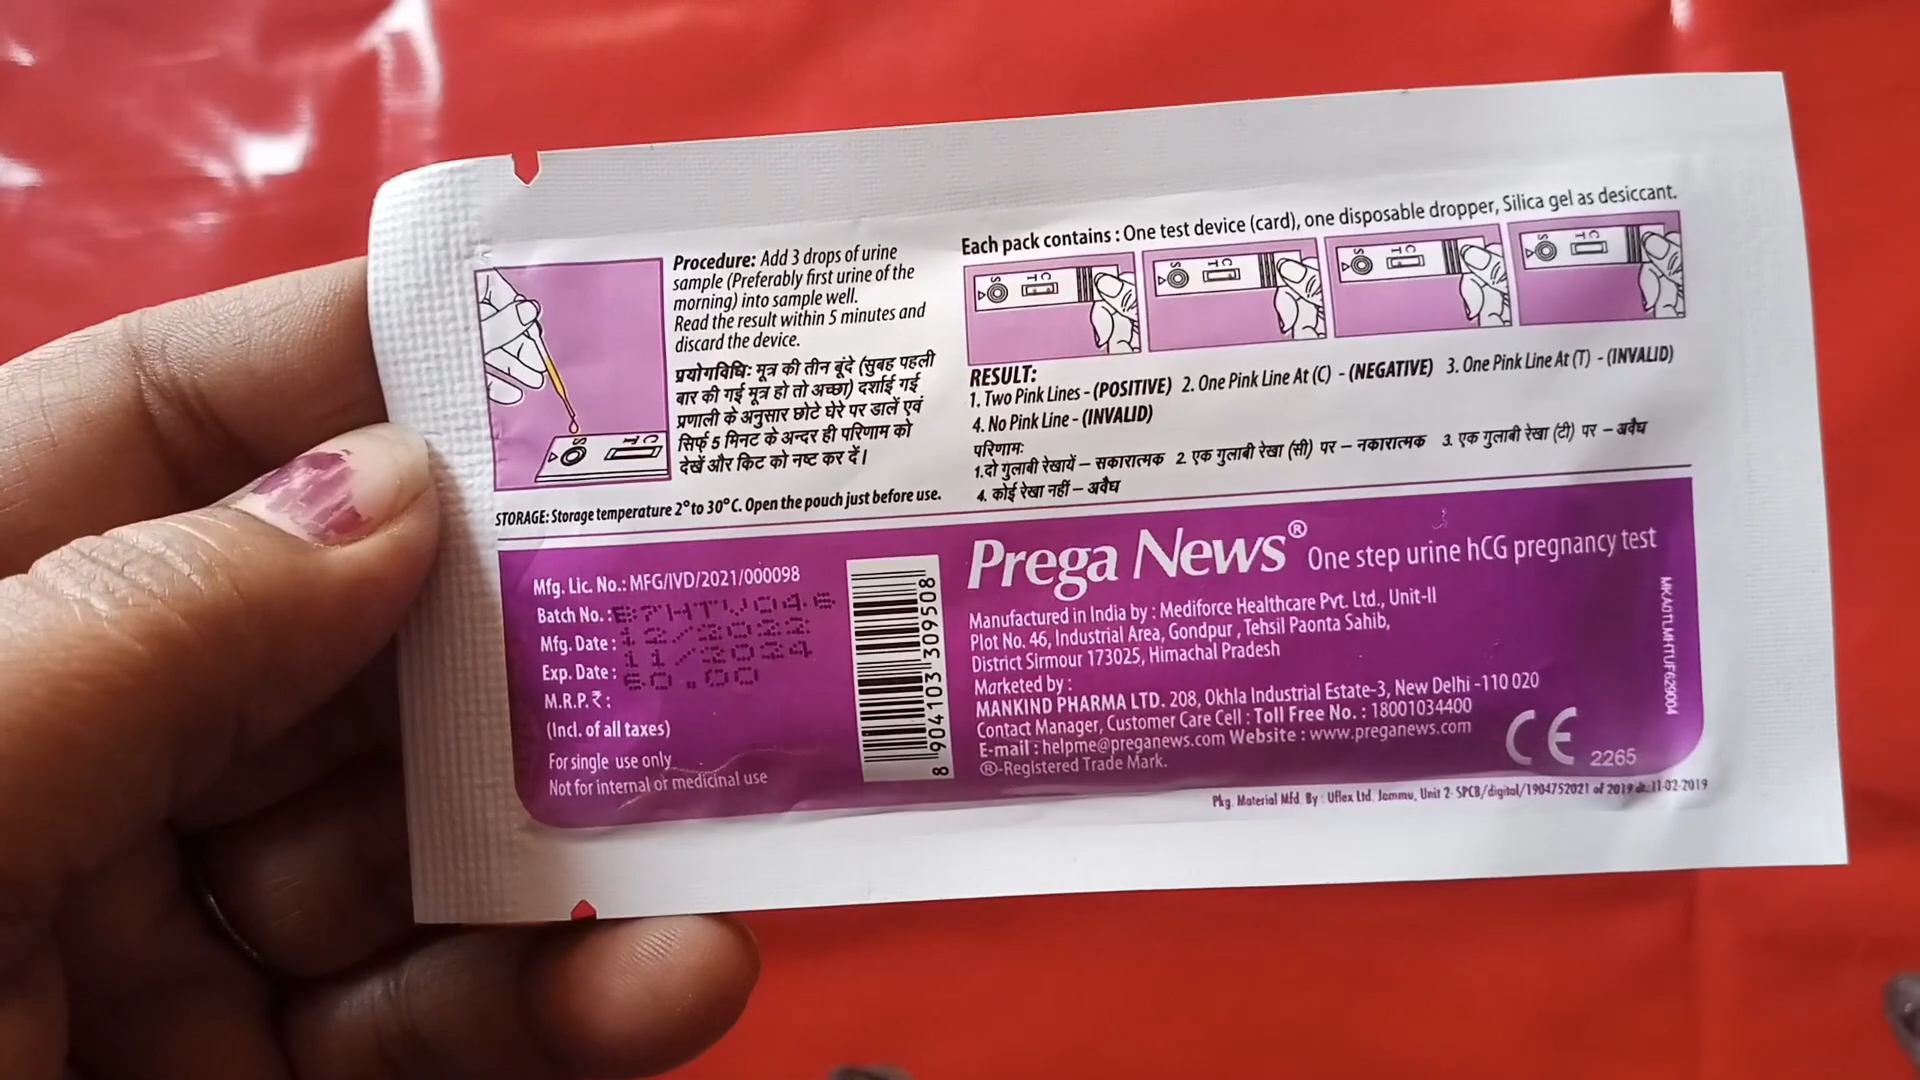 Procedure: Add 3 drops of urine
sample (Preferably first urine of the
morning) into sample well.
Read the result within 5 minutes and
discard the device.
प्रयोगविधि: मूत्र की तीन बूंदे (सुबह पहली
बार की गई मूत्र हो तो अच्छा) दर्शाई गई
प्रणाली के अनुसार छोटे घेरे पर डालें एवं
सिर्फ 5 मिनट के अन्दर ही परिणाम को
देखें और किट को नष्ट कर दें।
S
C T
STORAGE: Storage temperature 2° to 30° C. Open the pouch just before use.
Each pack contains : One test device (card), one disposable dropper, Silica gel as desiccant.
S C T
S C T
S C T
S C T
RESULT:
1. Two Pink Lines - (POSITIVE) 2. One Pink Line At (C) - (NEGATIVE) 3. One Pink Line At (T) - (INVALID)
4. No Pink Line - (INVALID)
परिणाम:
1.दो गुलाबी रेखायें – सकारात्मक 2. एक गुलाबी रेखा (सी) पर – नकारात्मक 3. एक गुलाबी रेखा (टी) पर – अवैध
4. कोई रेखा नहीं – अवैध
Mfg. Lic. No.: MFG/IVD/2021/000098
Batch No. :
Mfg. Date : 12/2022
Exp. Date : 11/2024
M.R.P. ₹ : 60.00
(Incl. of all taxes)
For single use only
Not for internal or medicinal use
8 904103 309508
Prega News® One step urine hCG pregnancy test
Manufactured in India by : Mediforce Healthcare Pvt. Ltd., Unit-II
Plot No. 46, Industrial Area, Gondpur , Tehsil Paonta Sahib,
District Sirmour 173025, Himachal Pradesh
Marketed by :
MANKIND PHARMA LTD. 208, Okhla Industrial Estate-3, New Delhi -110 020
Contact Manager, Customer Care Cell : Toll Free No. : 18001034400
E-mail : helpme@preganews.com Website : www.preganews.com
®-Registered Trade Mark.
CE 2265
Pkg. Material Mfd. By : Uflex Ltd. Jammu, Unit 2- SPCB/digital/1904752021 of 2019 dt. 11-02-2019